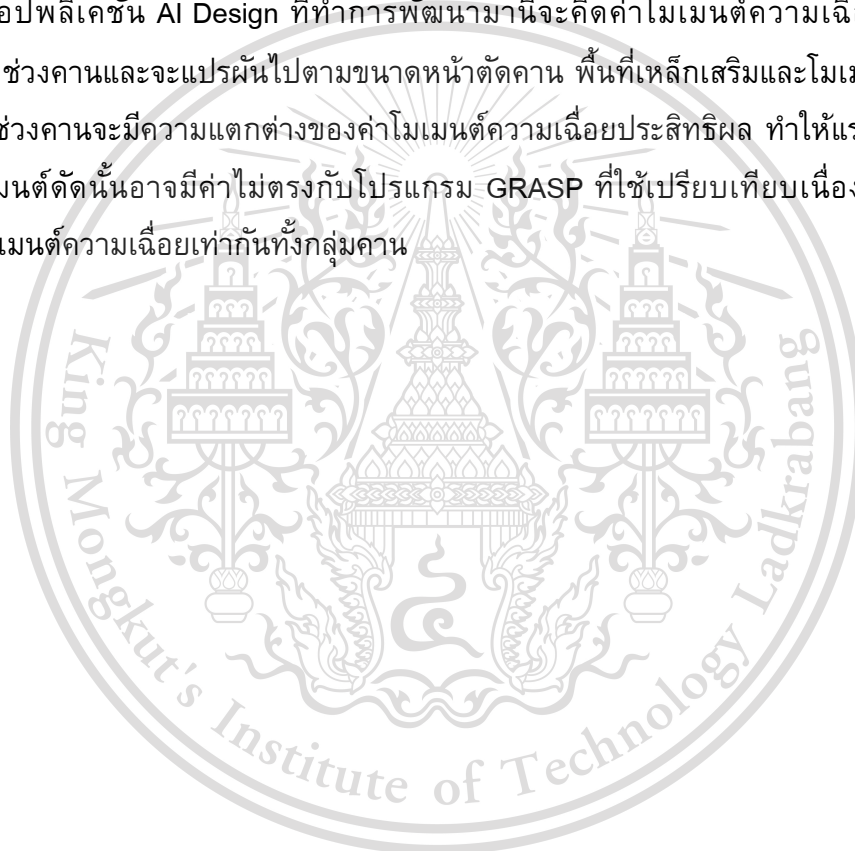 อปพลิเคชัน AI Design ที่ทำการพัฒนามานี้จะคิดค่าโมเมนต์ความเฉื่อ
ช่วงคานและจะแปรผันไปตามขนาดหน้าตัดคาน พื้นที่เหล็กเสริมและโมเม
ช่วงคานจะมีความแตกต่างของค่าโมเมนต์ความเฉื่อยประสิทธิผล ทำให้แร
มนต์ดัดนั้นอาจมีค่าไม่ตรงกับโปรแกรม GRASP ที่ใช้เปรียบเทียบเนื่อง
เมนต์ความเฉื่อยเท่ากันทั้งกลุ่มคาน
King Mongkut's Institute of Technology Ladkrabang